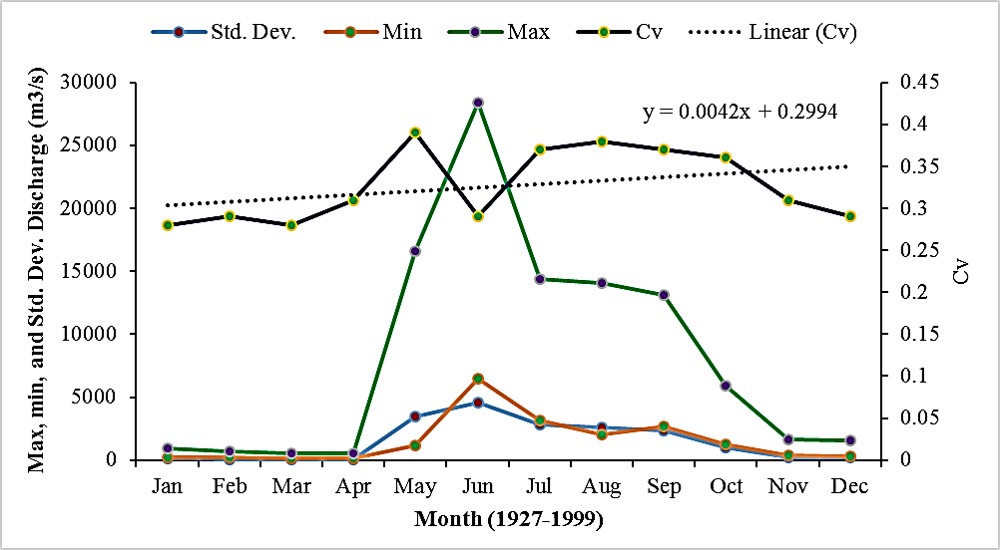 Std. Dev. Min Max Cv Linear (Cv)
y = 0.0042x + 0.2994
Max, min, and Std. Dev. Discharge (m3/s)
30000
25000
20000
15000
10000
5000
0
0.45
0.4
0.35
0.3
0.25
0.2
0.15
0.1
0.05
0
Cv
Jan Feb Mar Apr May Jun Jul Aug Sep Oct Nov Dec
Month (1927-1999)